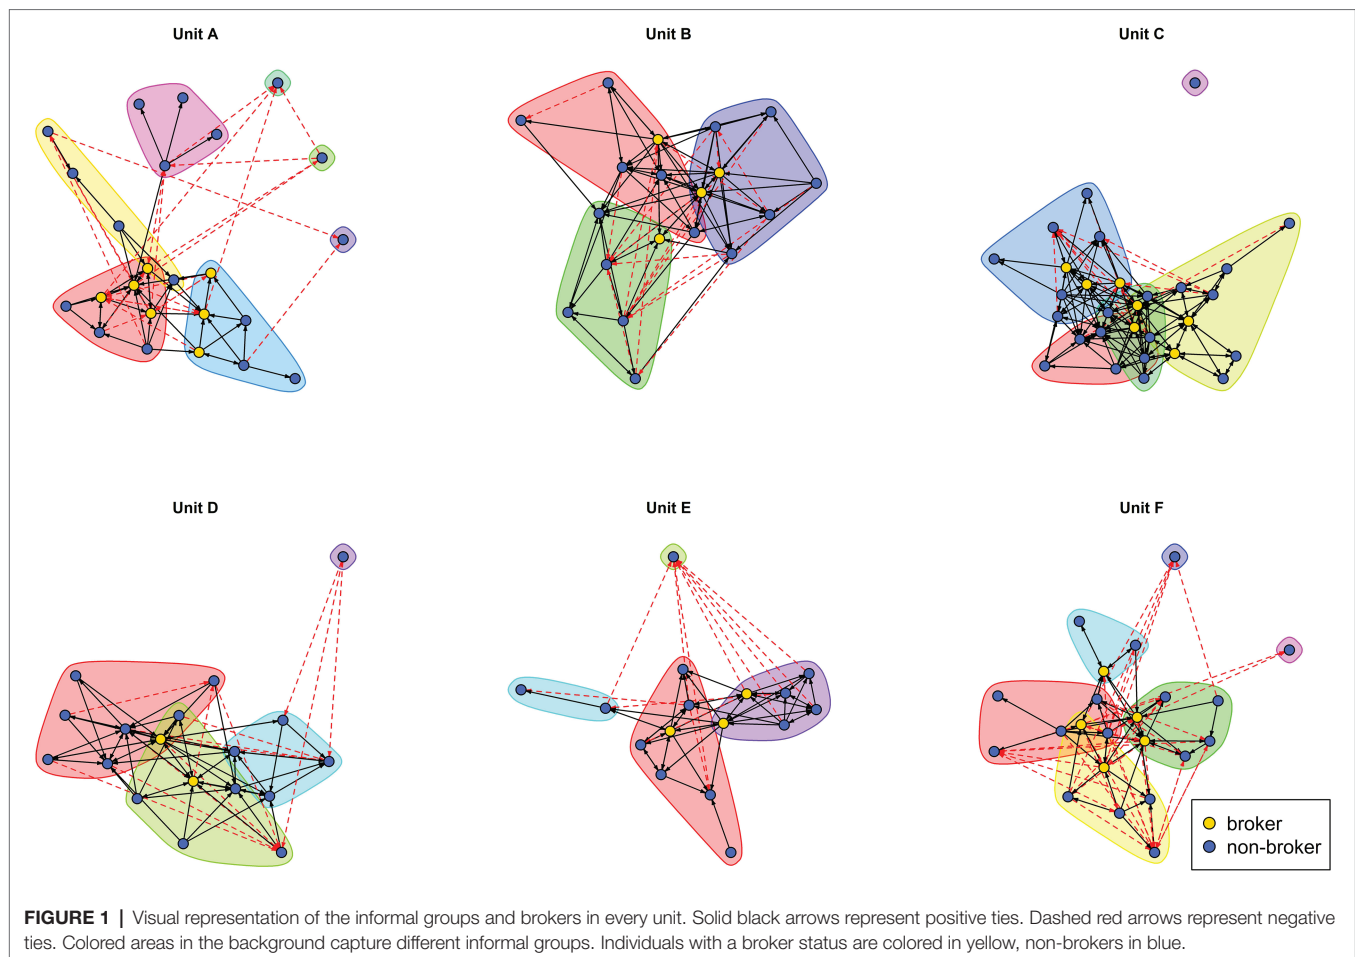 Unit A
Unit B
Unit C
Unit D
Unit E
Unit F
broker
non-broker
FIGURE 1 | Visual representation of the informal groups and brokers in every unit. Solid black arrows represent positive ties. Dashed red arrows represent negative
ties. Colored areas in the background capture different informal groups. Individuals with a broker status are colored in yellow, non-brokers in blue.